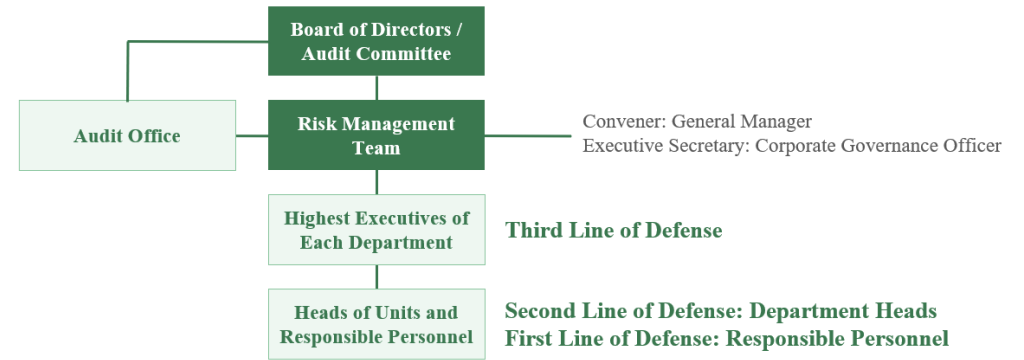 Board of Directors /
Audit Committee
Audit Office
Risk Management
Team
Convener: General Manager
Executive Secretary: Corporate Governance Officer
Highest Executives of
Each Department
Third Line of Defense
Heads of Units and
Responsible Personnel
Second Line of Defense: Department Heads
First Line of Defense: Responsible Personnel